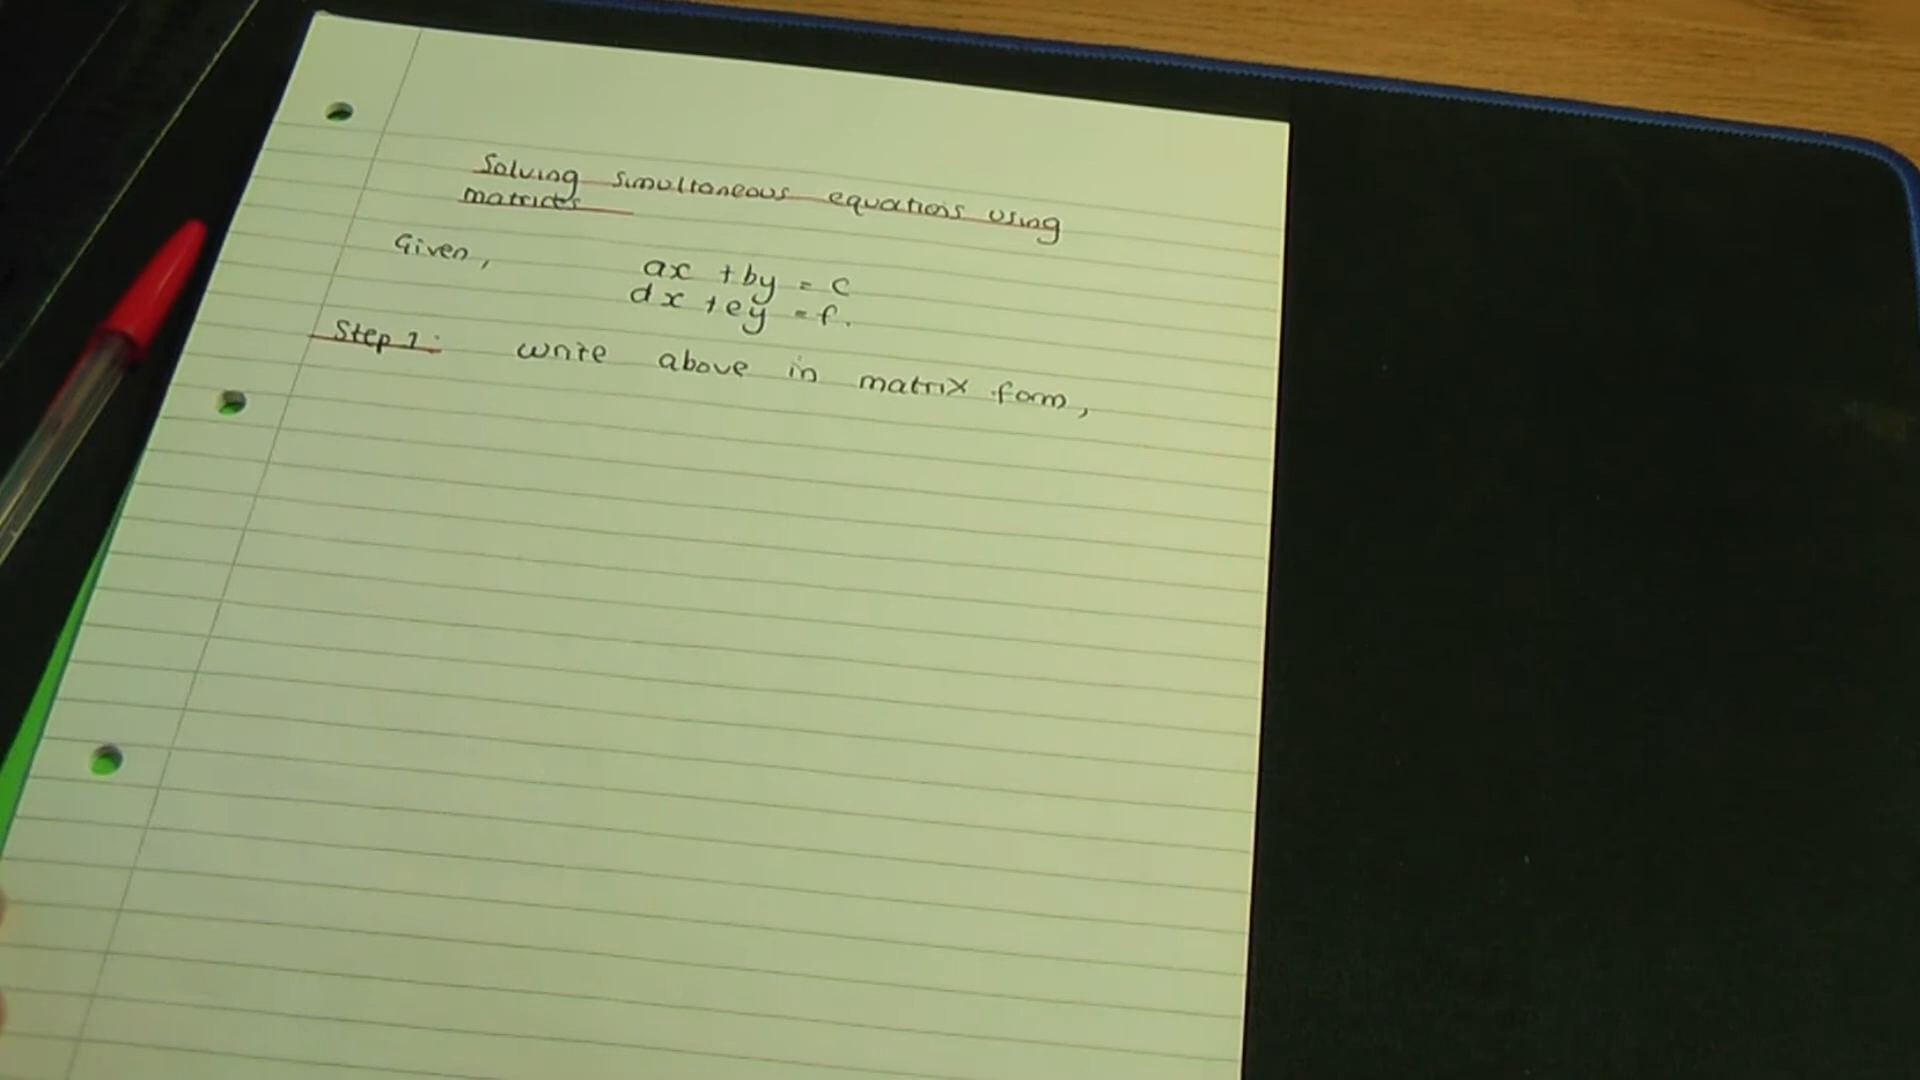 Solving simultaneous equations using
matrices
Given,
ax + by = c
dx + ey = f.
Step 1: write above in matrix form,